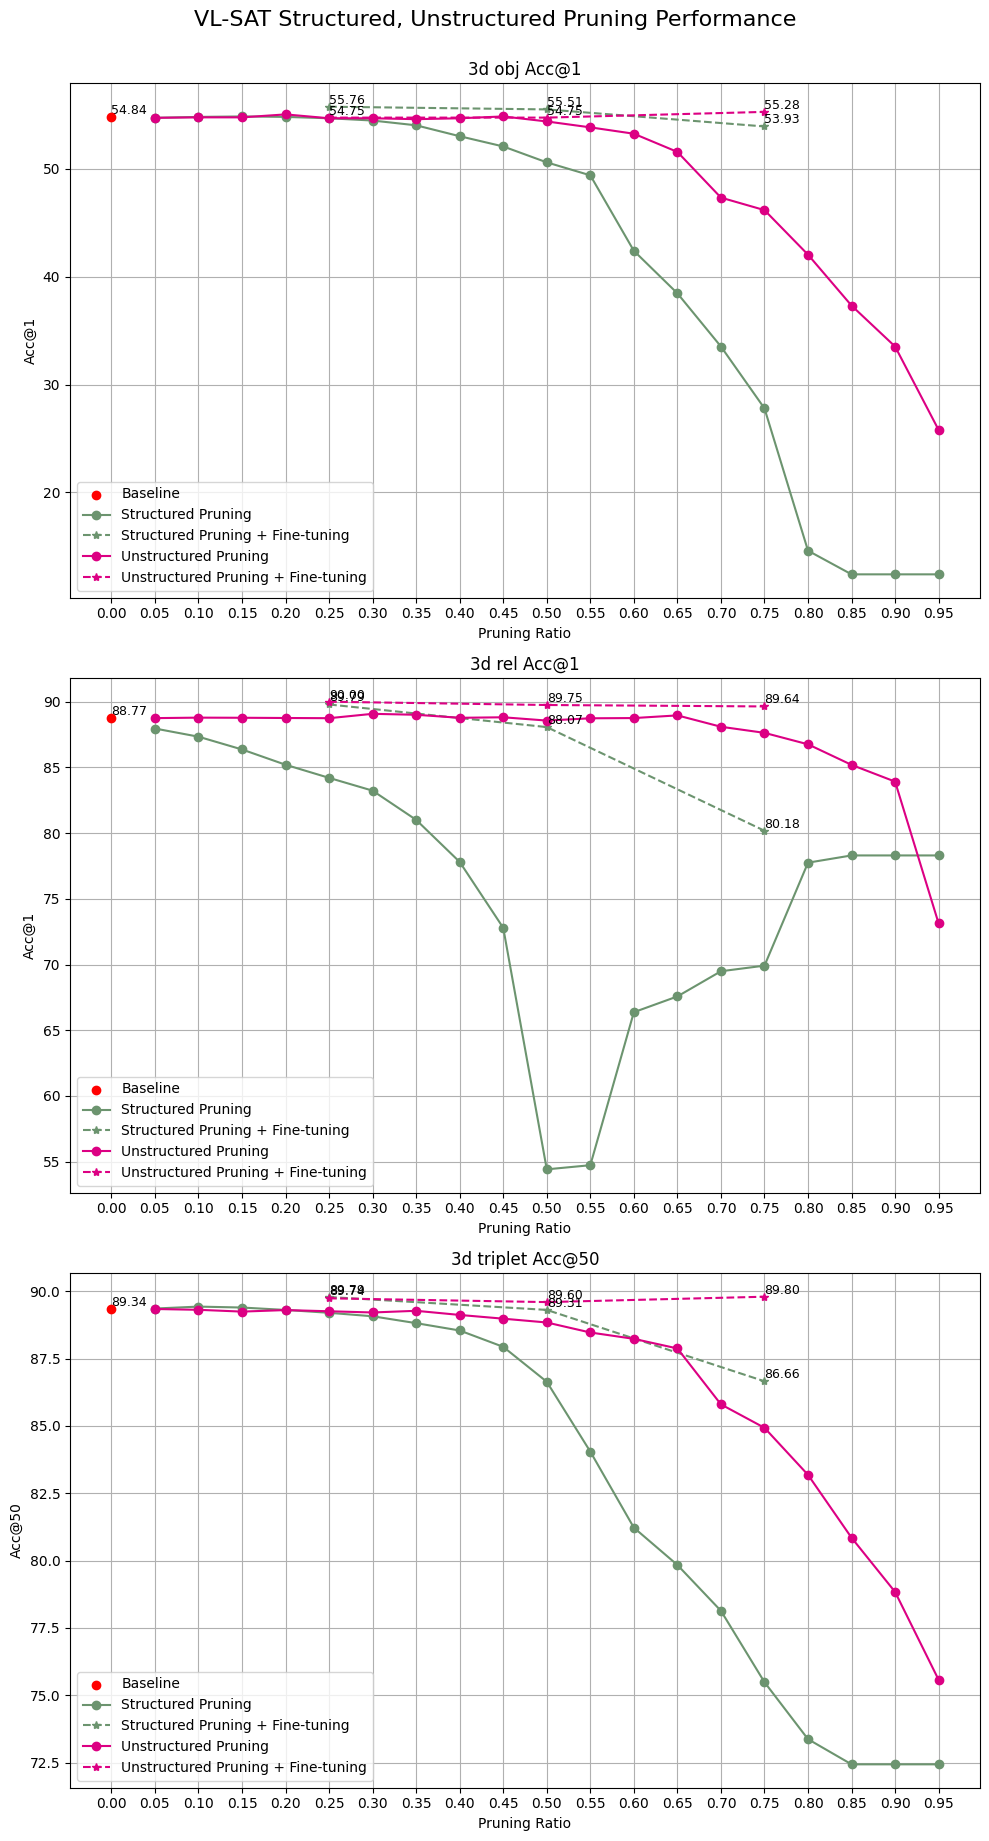 VL-SAT Structured, Unstructured Pruning Performance
3d obj Acc@1
Acc@1
50
40
30
20
54.84
55.76
54.75
55.51
54.75
55.28
53.93
Baseline
Structured Pruning
Structured Pruning + Fine-tuning
Unstructured Pruning
Unstructured Pruning + Fine-tuning
0.00 0.05 0.10 0.15 0.20 0.25 0.30 0.35 0.40 0.45 0.50 0.55 0.60 0.65 0.70 0.75 0.80 0.85 0.90 0.95
Pruning Ratio
3d rel Acc@1
Acc@1
90
85
80
75
70
65
60
55
88.77
90.00
89.79
89.75
88.07
89.64
80.18
Baseline
Structured Pruning
Structured Pruning + Fine-tuning
Unstructured Pruning
Unstructured Pruning + Fine-tuning
0.00 0.05 0.10 0.15 0.20 0.25 0.30 0.35 0.40 0.45 0.50 0.55 0.60 0.65 0.70 0.75 0.80 0.85 0.90 0.95
Pruning Ratio
3d triplet Acc@50
Acc@50
90.0
87.5
85.0
82.5
80.0
77.5
75.0
72.5
89.34
89.79
89.74
89.60
89.31
89.80
86.66
Baseline
Structured Pruning
Structured Pruning + Fine-tuning
Unstructured Pruning
Unstructured Pruning + Fine-tuning
0.00 0.05 0.10 0.15 0.20 0.25 0.30 0.35 0.40 0.45 0.50 0.55 0.60 0.65 0.70 0.75 0.80 0.85 0.90 0.95
Pruning Ratio